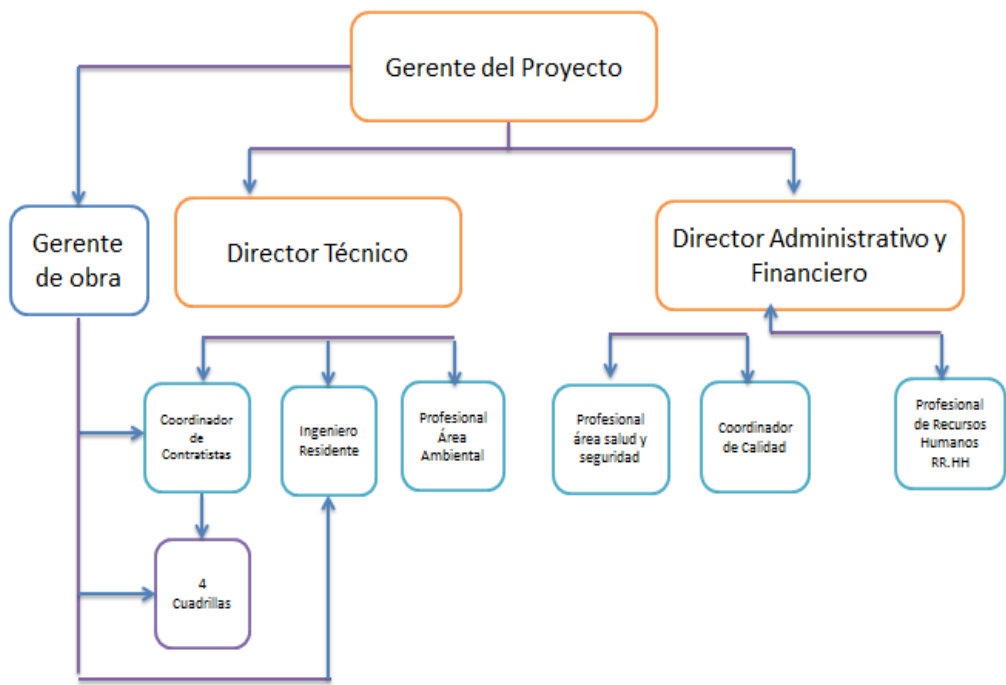 Gerente del Proyecto
Gerente
de obra
Director Técnico
Director Administrativo y
Financiero
Coordinador
de
Contratistas
Ingeniero
Residente
Profesional
Área
Ambiental
Profesional
área salud y
seguridad
Coordinador
de Calidad
Profesional
de Recursos
Humanos
RR.HH
4
Cuadrillas